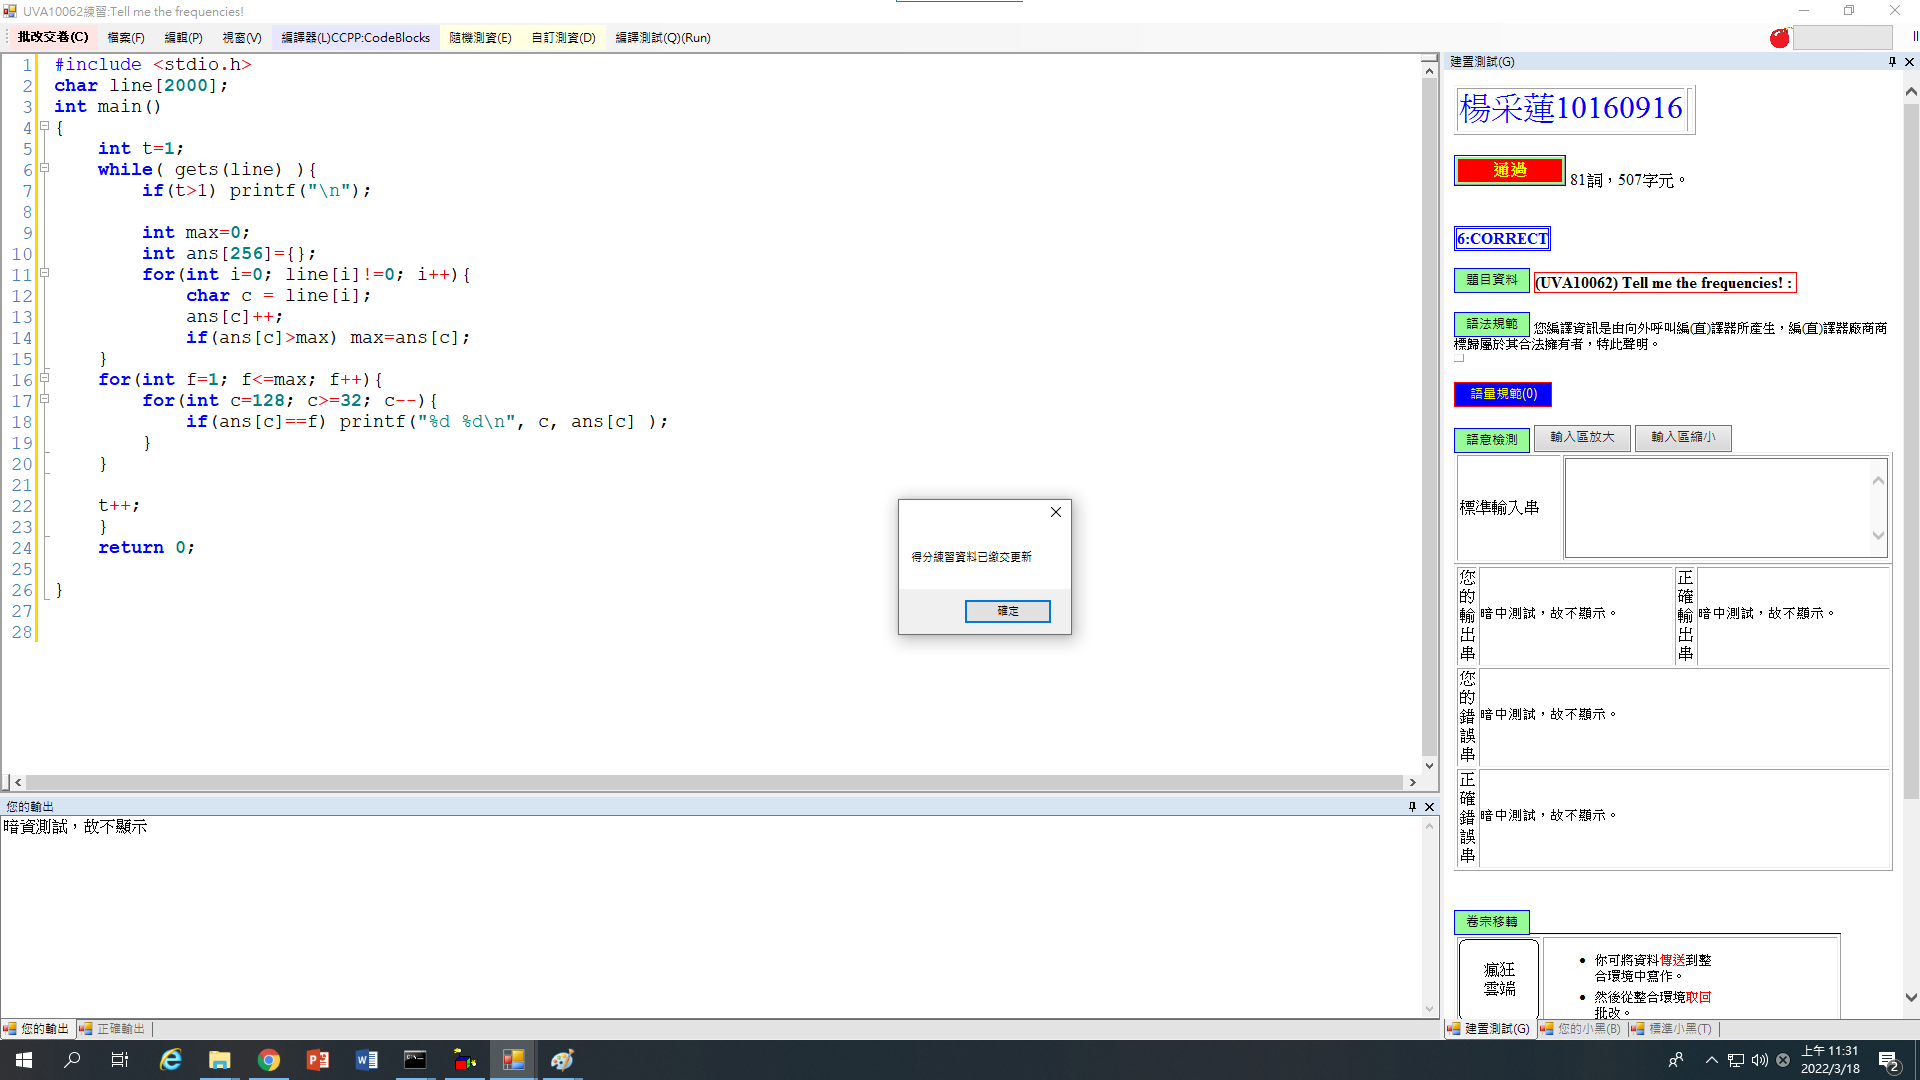 UVA10062練習:Tell me the frequencies!
批改交卷(C) 檔案(F) 編輯(P) 視窗(V) 編譯器(L)CCPP:CodeBlocks 隨機測資(E) 自訂測資(D) 編譯測試(Q)(Run)
1 #include <stdio.h>
2 char line[2000];
3 int main()
4 {
5 int t=1;
6 while( gets(line) ){
7 if(t>1) printf("\n");
8
9 int max=0;
10 int ans[256]={};
11 for(int i=0; line[i]!=0; i++){
12 char c = line[i];
13 ans[c]++;
14 if(ans[c]>max) max=ans[c];
15 }
16 for(int f=1; f<=max; f++){
17 for(int c=128; c>=32; c--){
18 if(ans[c]==f) printf("%d %d\n", c, ans[c] );
19 }
20 }
21
22 t++;
23 }
24 return 0;
25
26 }
27
28
得分練習資料已繳交更新
確定
您的輸出
暗資測試，故不顯示
您的輸出 正確輸出
建置測試(G)
楊采蓮10160916
通過 81詞，507字元。
6:CORRECT
題目資料 (UVA10062) Tell me the frequencies! :
語法規範 您編譯資訊是由向外呼叫編(直)譯器所產生，編(直)譯器廠商商
標歸屬於其合法擁有者，特此聲明。
語量規範(0)
語意檢測 輸入區放大 輸入區縮小
標準輸入串
您的輸出串 暗中測試，故不顯示。 正確輸出串 暗中測試，故不顯示。
您的錯誤串 暗中測試，故不顯示。
正確錯誤串 暗中測試，故不顯示。
卷宗移轉
瘋狂
雲端
• 你可將資料傳送到整
合環境中寫作。
• 然後從整合環境取回
批改。
建置測試(G) 您的小黑(B) 標準小黑(T)
上午 11:31
2022/3/18
2